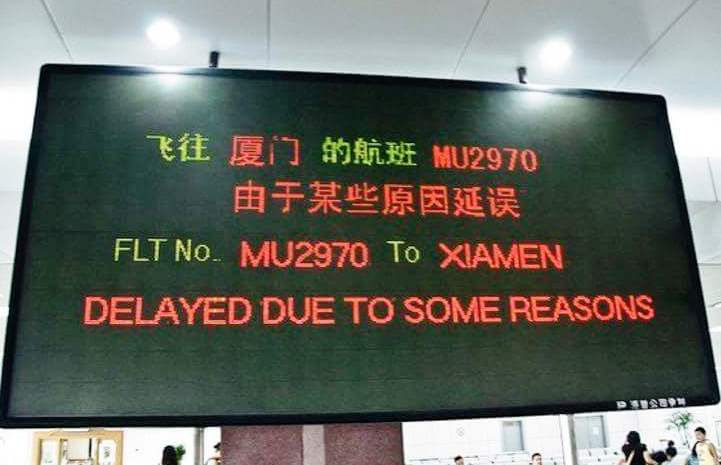 飞往 厦门 的航班 MU2970
由于某些原因延误
FLT No. MU2970 To XIAMEN
DELAYED DUE TO SOME REASONS